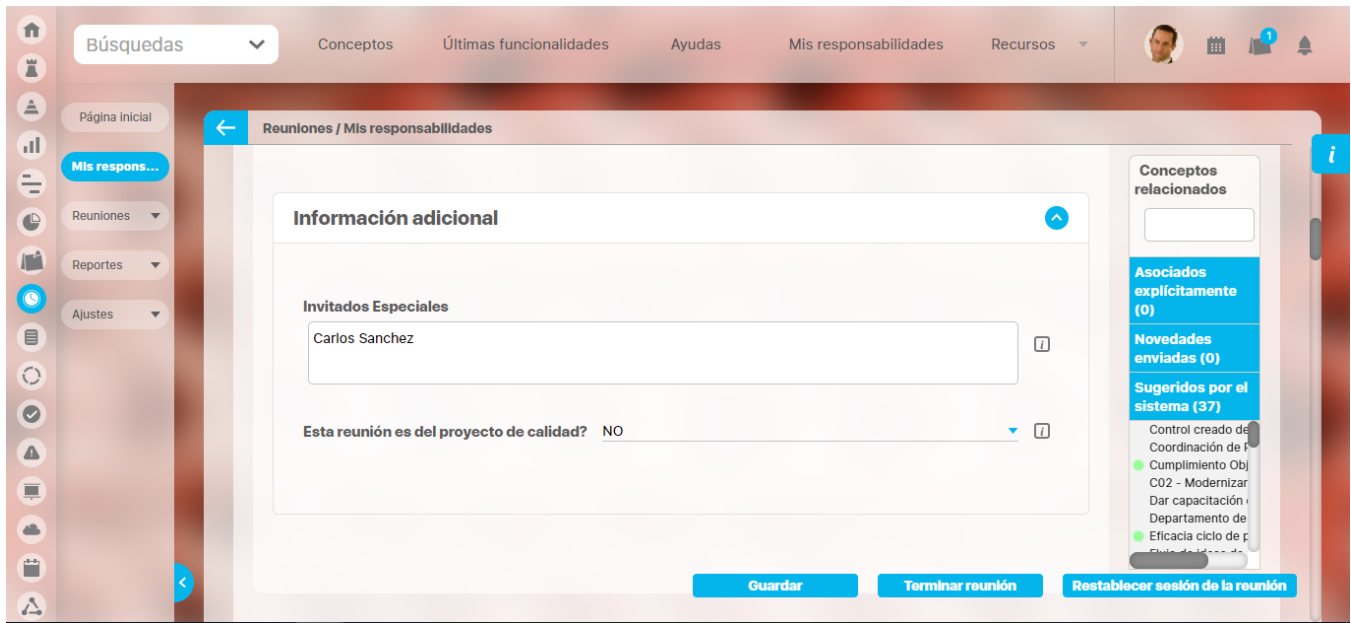 Búsquedas
Conceptos
Últimas funcionalidades
Ayudas
Mis responsabilidades
Recursos
1
Página inicial
Mis respons...
Reuniones
Reportes
Ajustes
Reuniones / Mis responsabilidades
i
Información adicional
Invitados Especiales
Carlos Sanchez
i
Esta reunión es del proyecto de calidad?
NO
i
Conceptos
relacionados
Asociados
explícitamente
(0)
Novedades
enviadas (0)
Sugeridos por el
sistema (37)
Control creado de
Coordinación de
Cumplimiento Obj
C02 - Modernizar
Dar capacitación
Departamento de
Eficacia ciclo de
Guardar
Terminar reunión
Restablecer sesión de la reunión